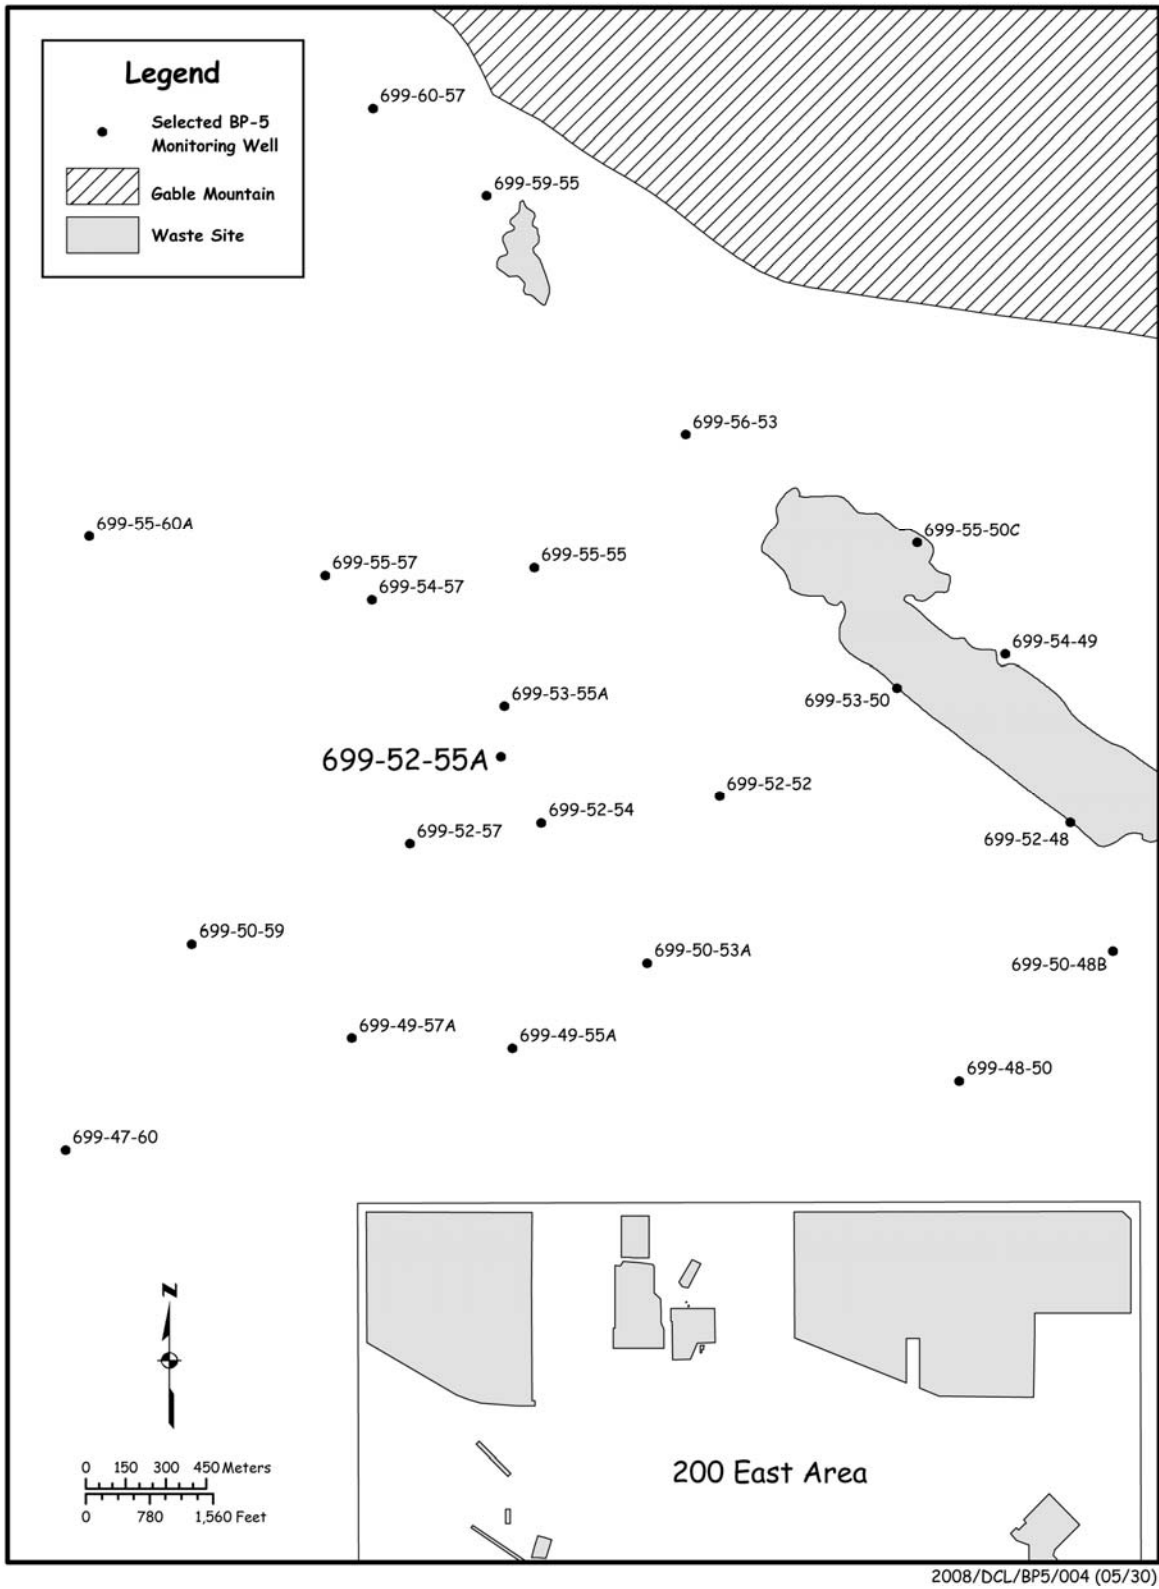 Legend
Selected BP-5
Monitoring Well
Gable Mountain
Waste Site
699-60-57
699-59-55
699-56-53
699-55-60A
699-55-57
699-55-55
699-55-50C
699-54-57
699-54-49
699-53-55A
699-53-50
699-52-55A
699-52-52
699-52-54
699-52-57
699-52-48
699-50-59
699-50-53A
699-50-48B
699-49-57A
699-49-55A
699-48-50
699-47-60
N
0 150 300 450 Meters
0 780 1,560 Feet
200 East Area
2008/DCL/BP5/004 (05/30)